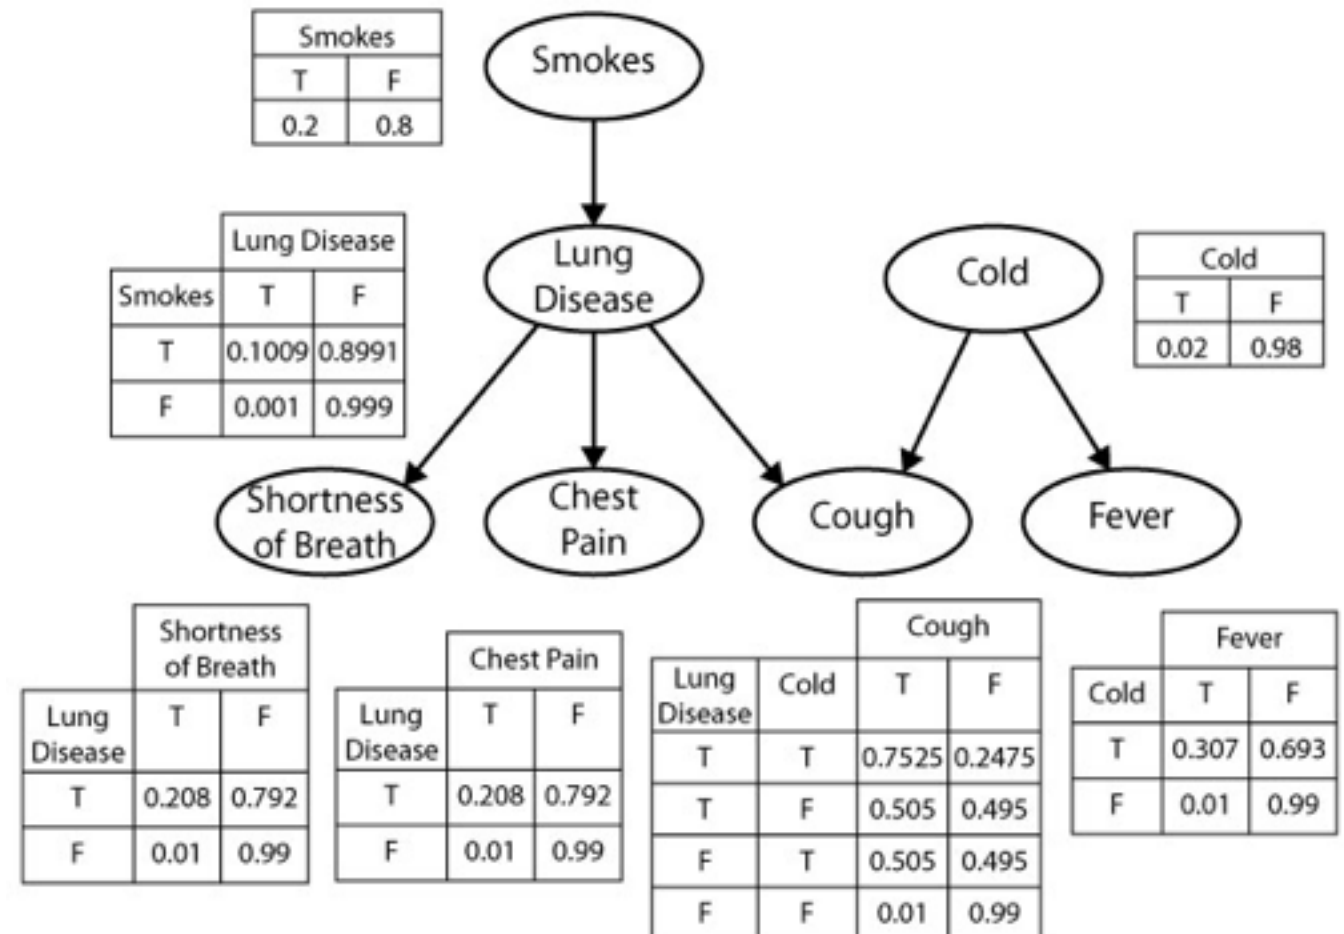 Smokes
T F
0.2 0.8
Smokes
Lung Disease
Smokes T F
T 0.1009 0.8991
F 0.001 0.999
Lung
Disease
Cold
Cold
T F
0.02 0.98
Shortness
of Breath
Chest
Pain
Cough
Fever
Shortness
of Breath
Lung
Disease
T F
T 0.208 0.792
F 0.01 0.99
Chest Pain
Lung
Disease
T F
T 0.208 0.792
F 0.01 0.99
Cough
Lung
Disease
Cold T F
T T 0.7525 0.2475
T F 0.505 0.495
F T 0.505 0.495
F F 0.01 0.99
Fever
Cold T F
T 0.307 0.693
F 0.01 0.99